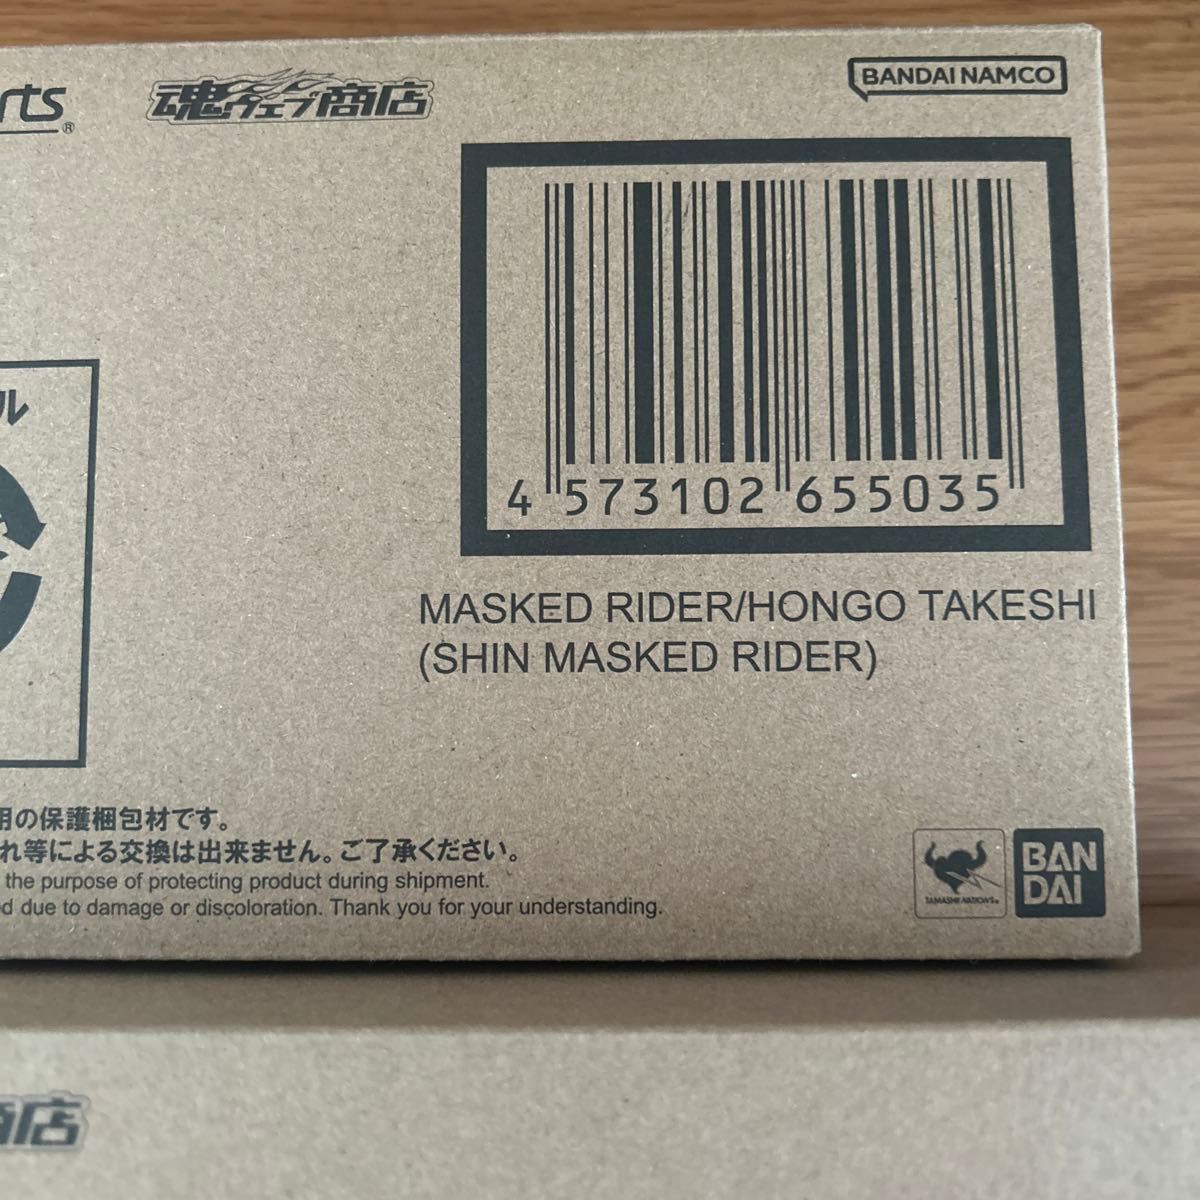 rts®
魂ウェブ商店
BANDAI NAMCO
4 573102 655035
ル
MASKED RIDER/HONGO TAKESHI
(SHIN MASKED RIDER)
用の保護梱包材です。
れ等による交換は出来ません。ご了承ください。
the purpose of protecting product during shipment.
d due to damage or discoloration. Thank you for your understanding.
TAMASHII NATIONS
BAN
DAI
商店